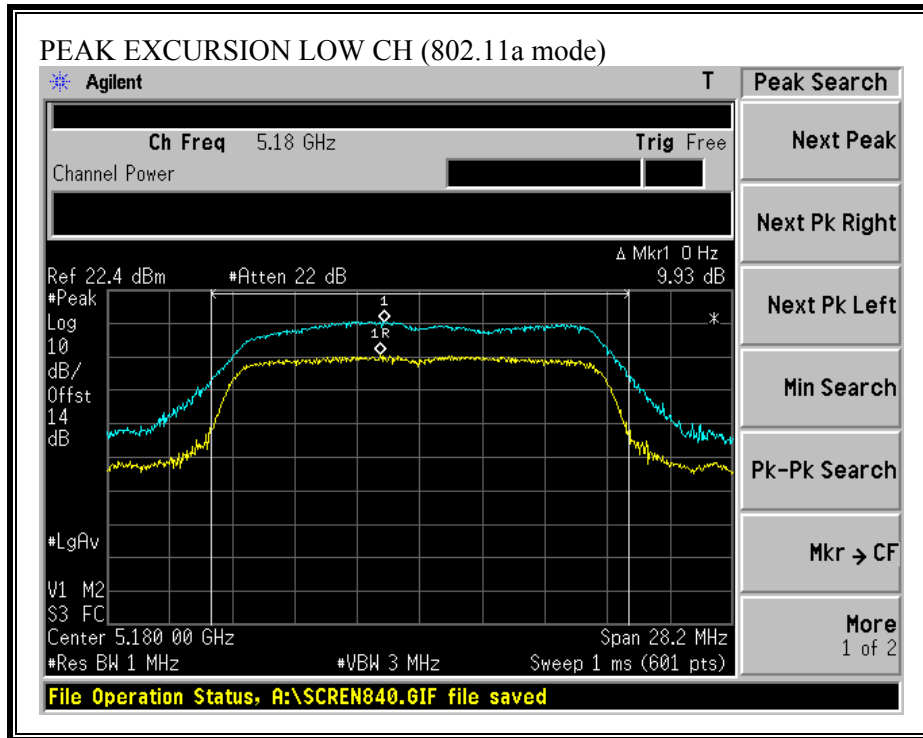 PEAK EXCURSION LOW CH (802.11a mode)
Agilent T
Peak Search
Ch Freq 5.18 GHz Trig Free
Channel Power
Next Peak
Next Pk Right
Δ Mkr1 0 Hz
Ref 22.4 dBm #Atten 22 dB 9.93 dB
#Peak
Log
10
dB/
Offst
14
dB
1
1R
*
Next Pk Left
Min Search
Pk-Pk Search
#LgAv
V1 M2
S3 FC
Mkr → CF
Center 5.180 00 GHz Span 28.2 MHz
#Res BW 1 MHz #VBW 3 MHz Sweep 1 ms (601 pts)
More
1 of 2
File Operation Status, A:\SCREN840.GIF file saved